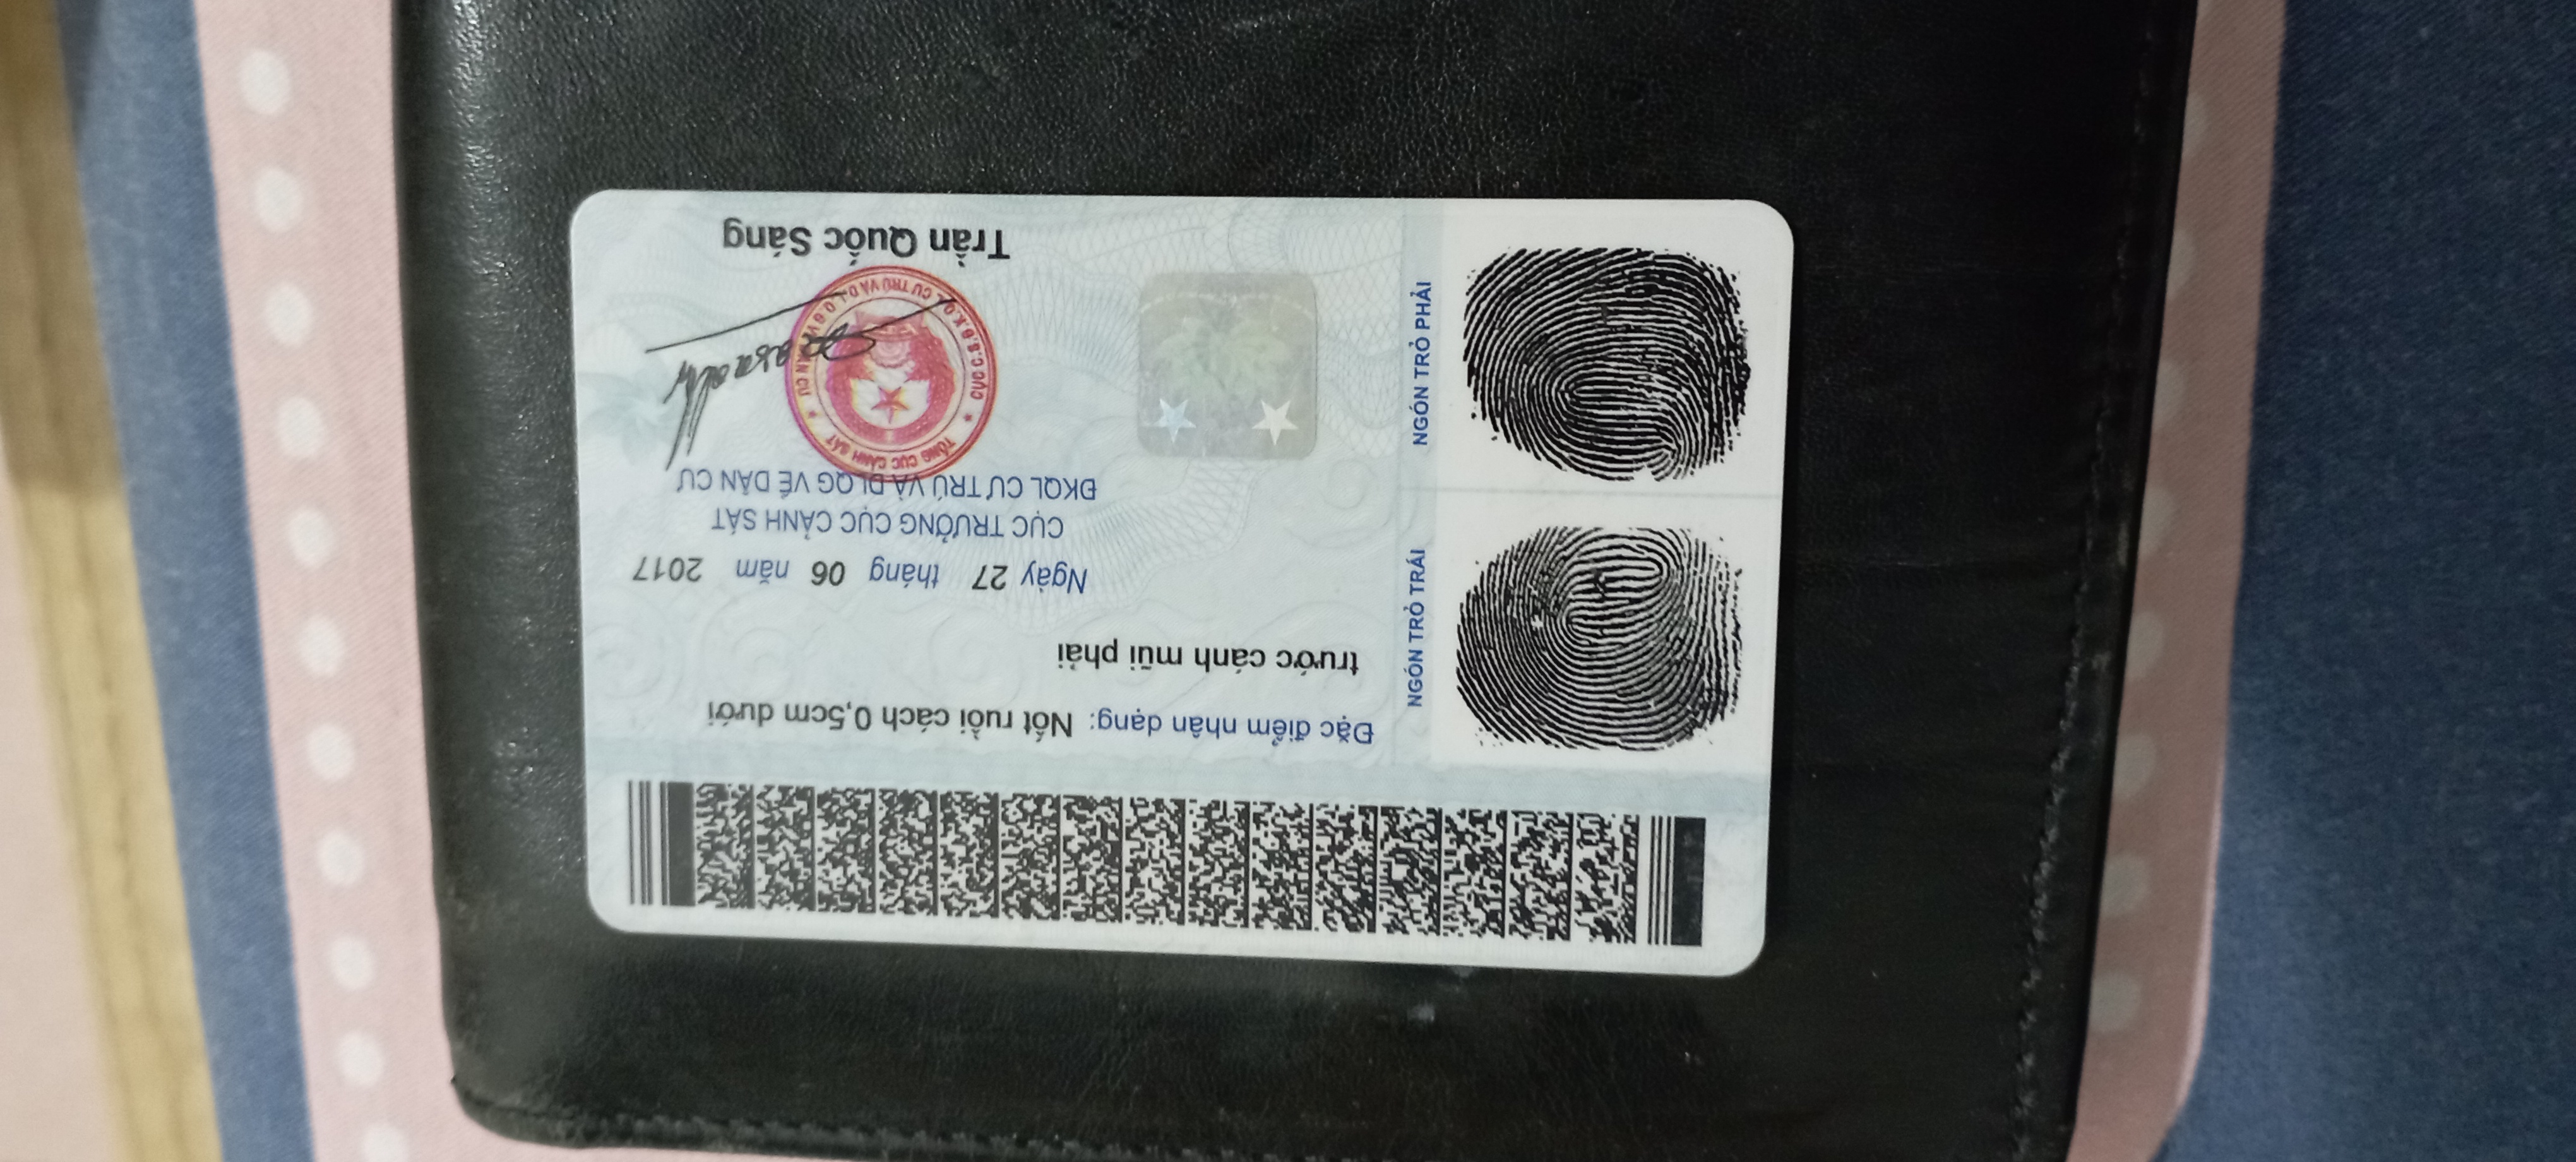 Đặc điểm nhân dạng: Nốt ruồi cách 0,5cm dưới
trước cánh mũi phải
NGÓN TRỎ TRÁI
NGÓN TRỎ PHẢI
Ngày 27 tháng 06 năm 2017
CỤC TRƯỞNG CỤC CẢNH SÁT
ĐKQL CƯ TRÚ VÀ DLQG VỀ DÂN CƯ
TỔNG CỤC CẢNH SÁT
CỤC C.S.Đ.K.Q.L CƯ TRÚ VÀ D.L.Q.G VỀ DÂN CƯ
Trần Quốc Sáng